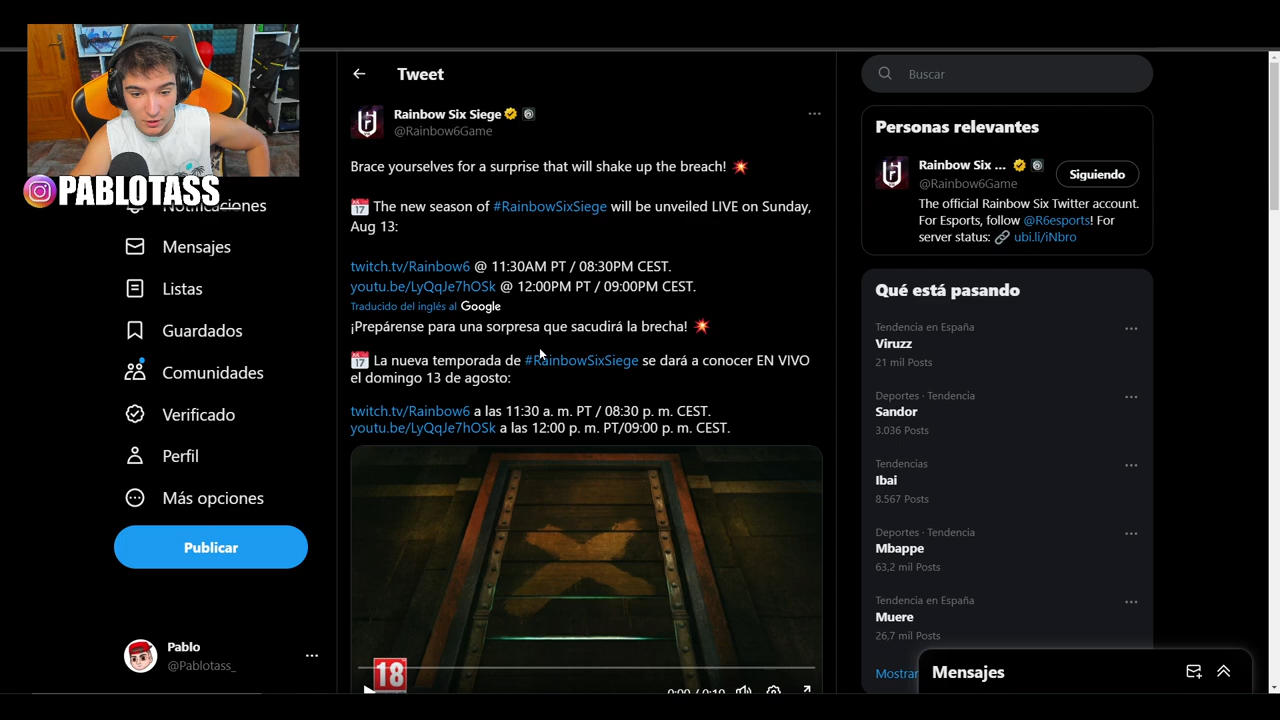 PABLOTASS
Notificaciones
Mensajes
Listas
Guardados
Comunidades
Verificado
Perfil
Más opciones
Publicar
Pablo
@Pablotass_
Tweet
Rainbow Six Siege
@Rainbow6Game
Brace yourselves for a surprise that will shake up the breach! 💥
📅 The new season of #RainbowSixSiege will be unveiled LIVE on Sunday,
Aug 13:
twitch.tv/Rainbow6 @ 11:30AM PT / 08:30PM CEST.
youtu.be/LyQqJe7hOSk @ 12:00PM PT / 09:00PM CEST.
Traducido del inglés al Google
¡Prepárense para una sorpresa que sacudirá la brecha! 💥
📅 La nueva temporada de #RainbowSixSiege se dará a conocer EN VIVO
el domingo 13 de agosto:
twitch.tv/Rainbow6 a las 11:30 a. m. PT / 08:30 p. m. CEST.
youtu.be/LyQqJe7hOSk a las 12:00 p. m. PT/09:00 p. m. CEST.
18
0:00 / 0:19
Buscar
Personas relevantes
Rainbow Six ...
@Rainbow6Game
Siguiendo
The official Rainbow Six Twitter account.
For Esports, follow @R6esports! For
server status: 🔗 ubi.li/iNbro
Qué está pasando
Tendencia en España
Viruzz
21 mil Posts
Deportes · Tendencia
Sandor
3.036 Posts
Tendencias
Ibai
8.567 Posts
Deportes · Tendencia
Mbappe
63,2 mil Posts
Tendencia en España
Muere
26,7 mil Posts
Mostrar
Mensajes